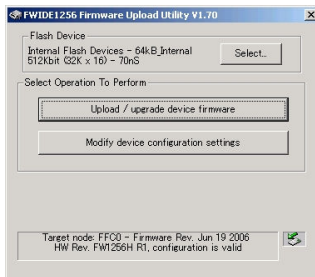 FWIDE1256 Firmware Upload Utility V1.70
Flash Device
Internal Flash Devices - 64kB_Internal
512Kbit (32K x 16) - 70nS
Select...
Select Operation To Perform
Upload / upgrade device firmware
Modify device configuration settings
Target node: FFC0 - Firmware Rev. Jun 19 2006
HW Rev. FW1256H R1, configuration is valid